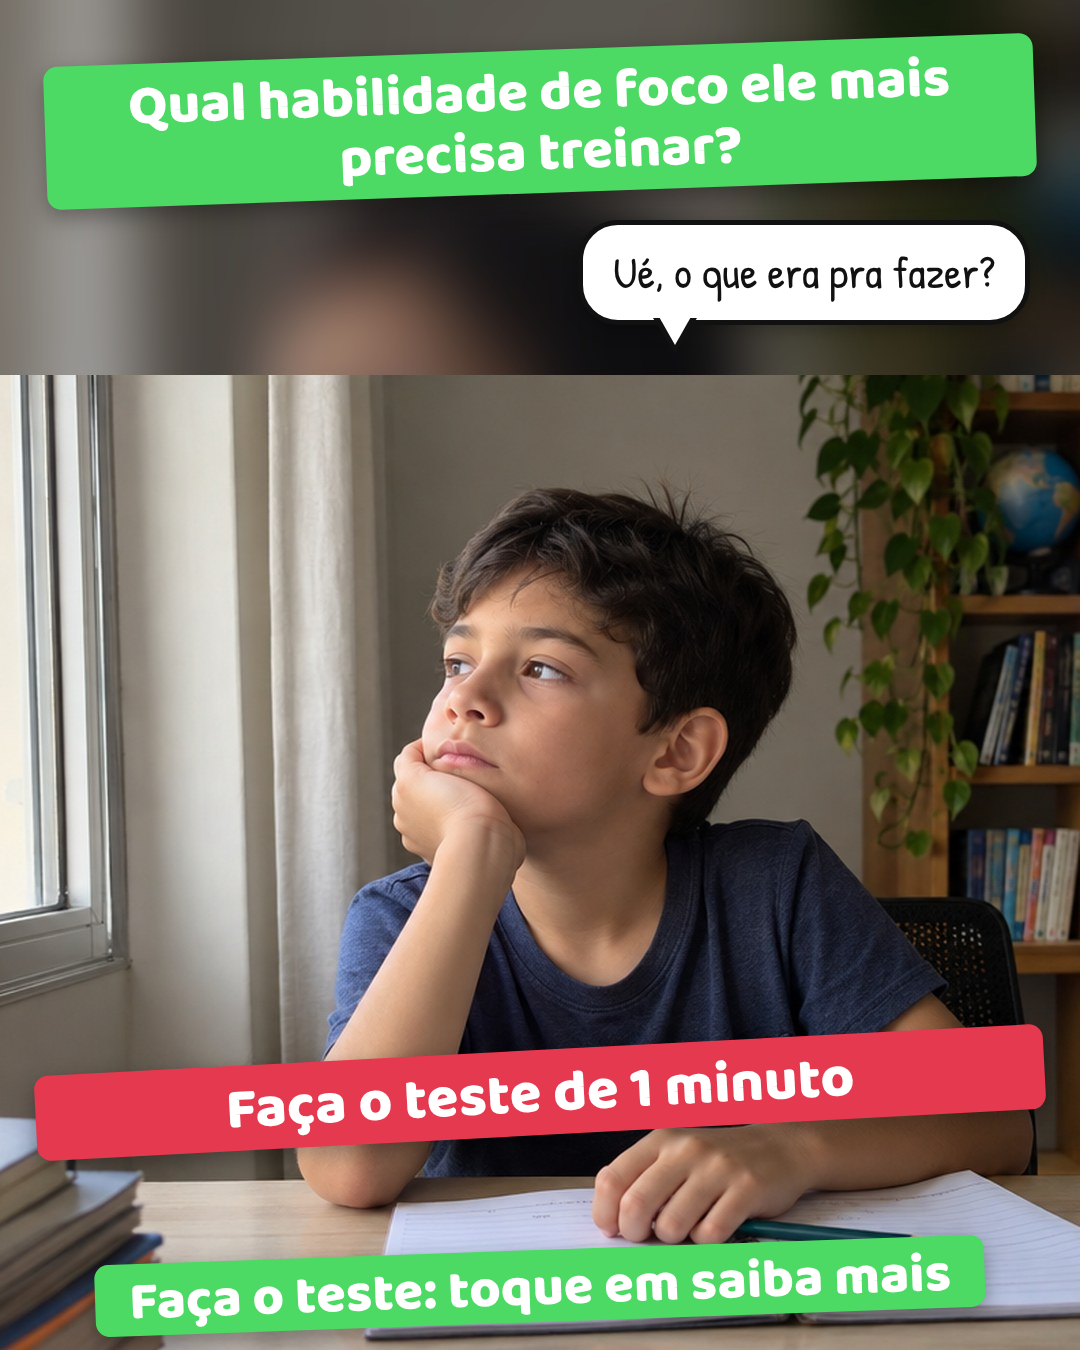 Qual habilidade de foco ele mais
precisa treinar?
Ué, o que era pra fazer?
Faça o teste de 1 minuto
Faça o teste: toque em saiba mais